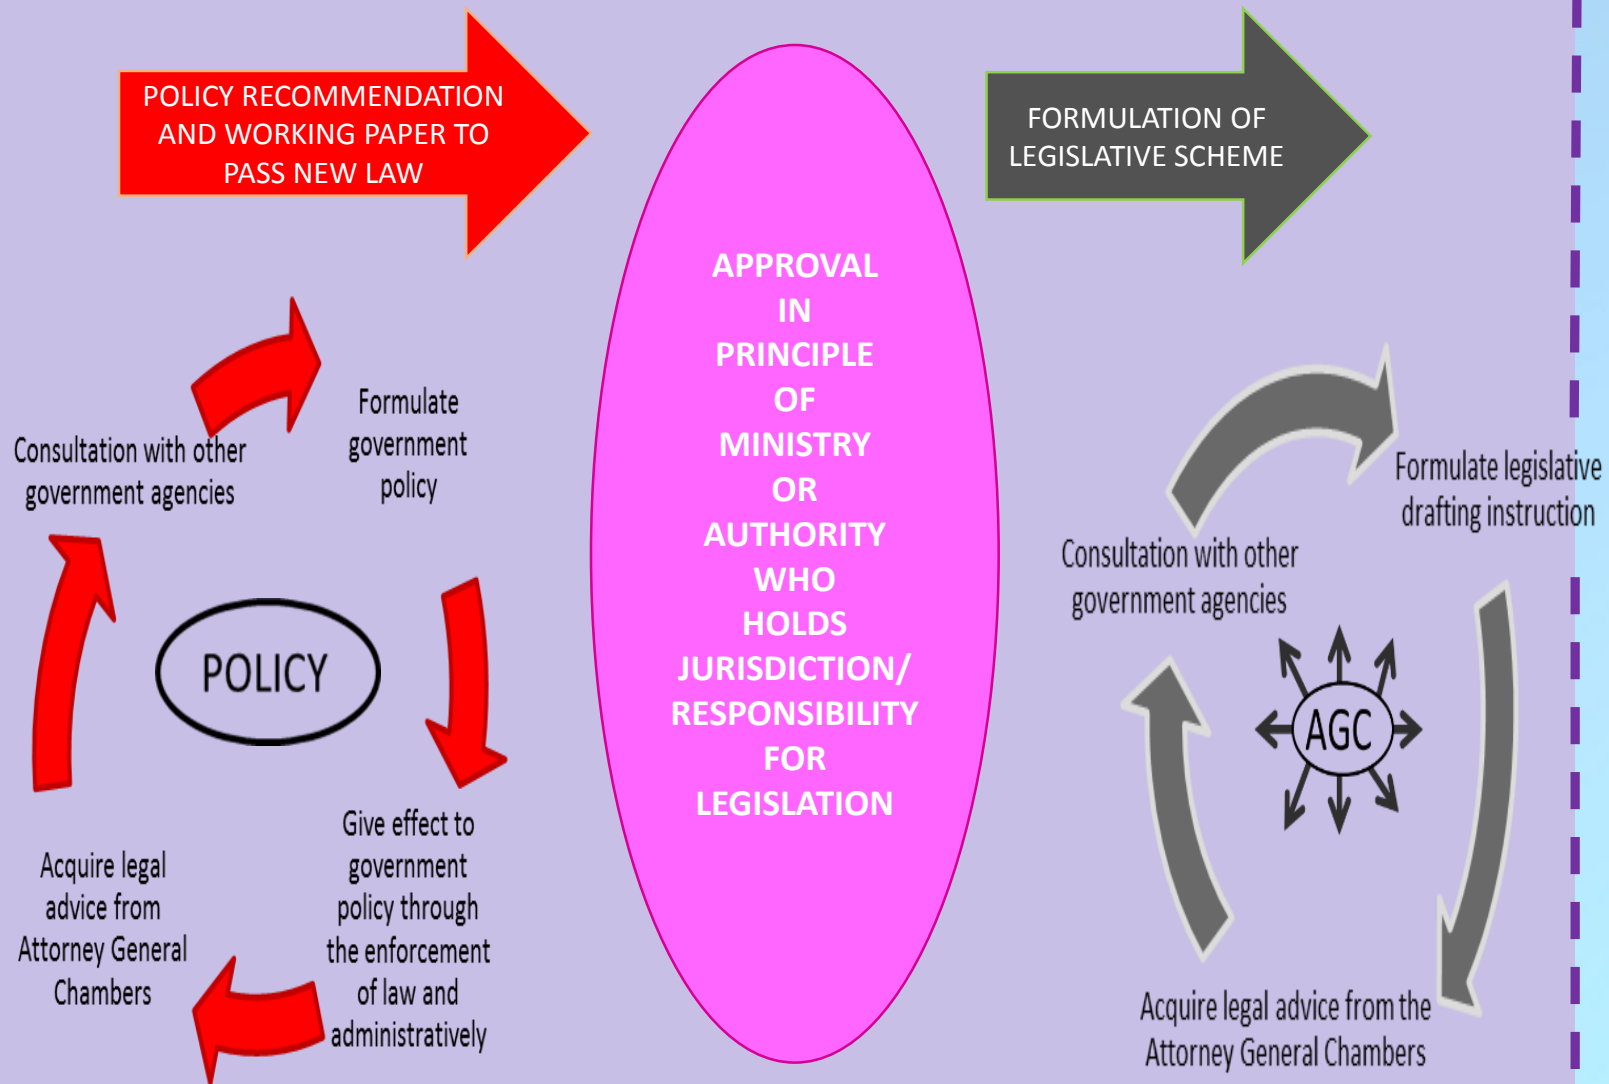 POLICY RECOMMENDATION
AND WORKING PAPER TO
PASS NEW LAW
Formulate
government
policy
Consultation with other
government agencies
POLICY
Give effect to
government
policy through
the enforcement
of law and
administratively
Acquire legal
advice from
Attorney General
Chambers
APPROVAL
IN
PRINCIPLE
OF
MINISTRY
OR
AUTHORITY
WHO
HOLDS
JURISDICTION/
RESPONSIBILITY
FOR
LEGISLATION
FORMULATION OF
LEGISLATIVE SCHEME
Formulate legislative
drafting instruction
Consultation with other
government agencies
AGC
Acquire legal advice from the
Attorney General Chambers